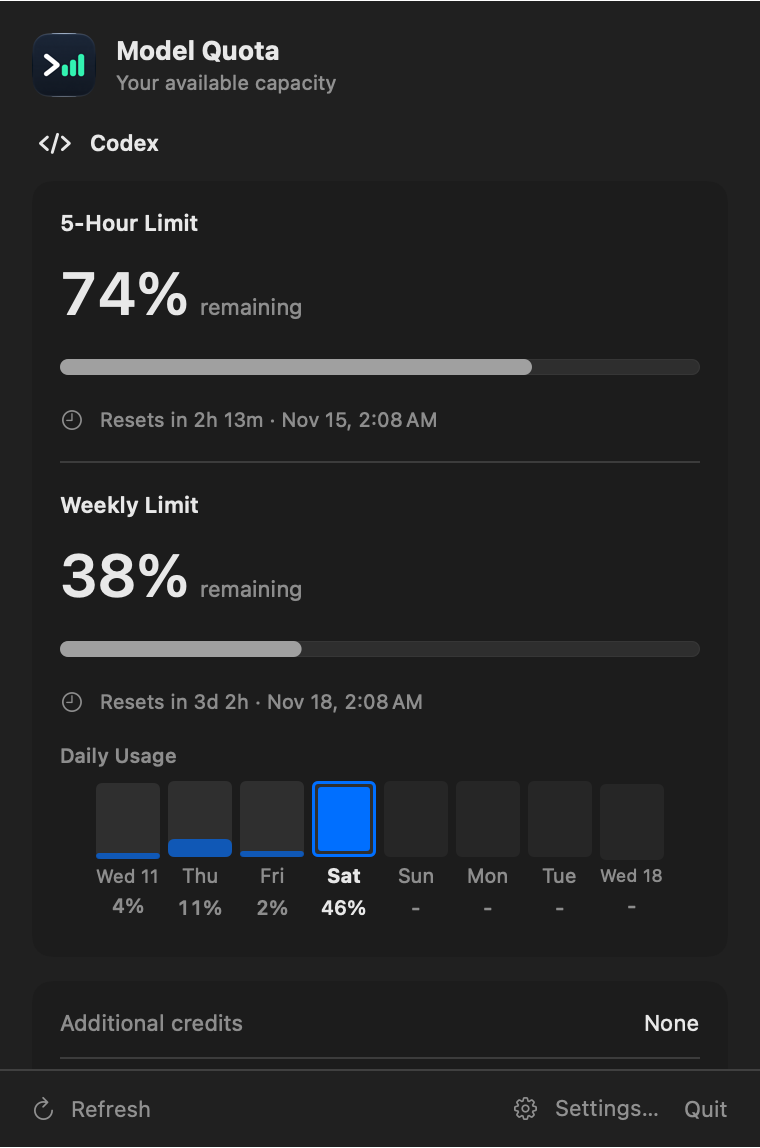 Model Quota
Your available capacity
</> Codex
5-Hour Limit
74% remaining
Resets in 2h 13m · Nov 15, 2:08 AM
Weekly Limit
38% remaining
Resets in 3d 2h · Nov 18, 2:08 AM
Daily Usage
Wed 11 Thu Fri Sat Sun Mon Tue Wed 18
4% 11% 2% 46% - - - -
Additional credits None
Refresh Settings... Quit